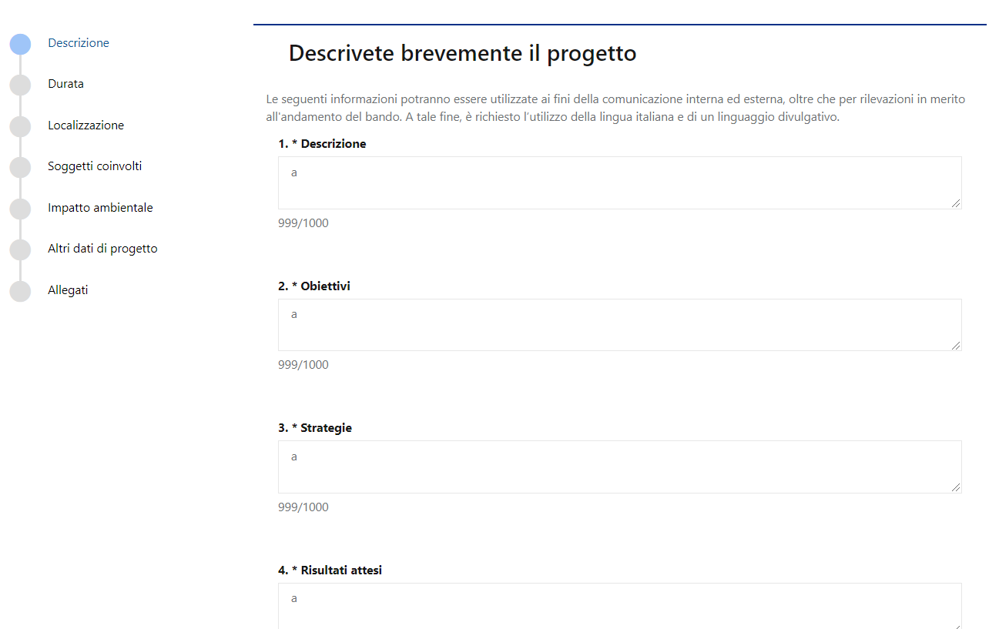 Descrizione
Durata
Localizzazione
Soggetti coinvolti
Impatto ambientale
Altri dati di progetto
Allegati
Descrivete brevemente il progetto
Le seguenti informazioni potranno essere utilizzate ai fini della comunicazione interna ed esterna, oltre che per rilevazioni in merito
all'andamento del bando. A tale fine, è richiesto l'utilizzo della lingua italiana e di un linguaggio divulgativo.
1. * Descrizione
a
999/1000
2. * Obiettivi
a
999/1000
3. * Strategie
a
999/1000
4. * Risultati attesi
a